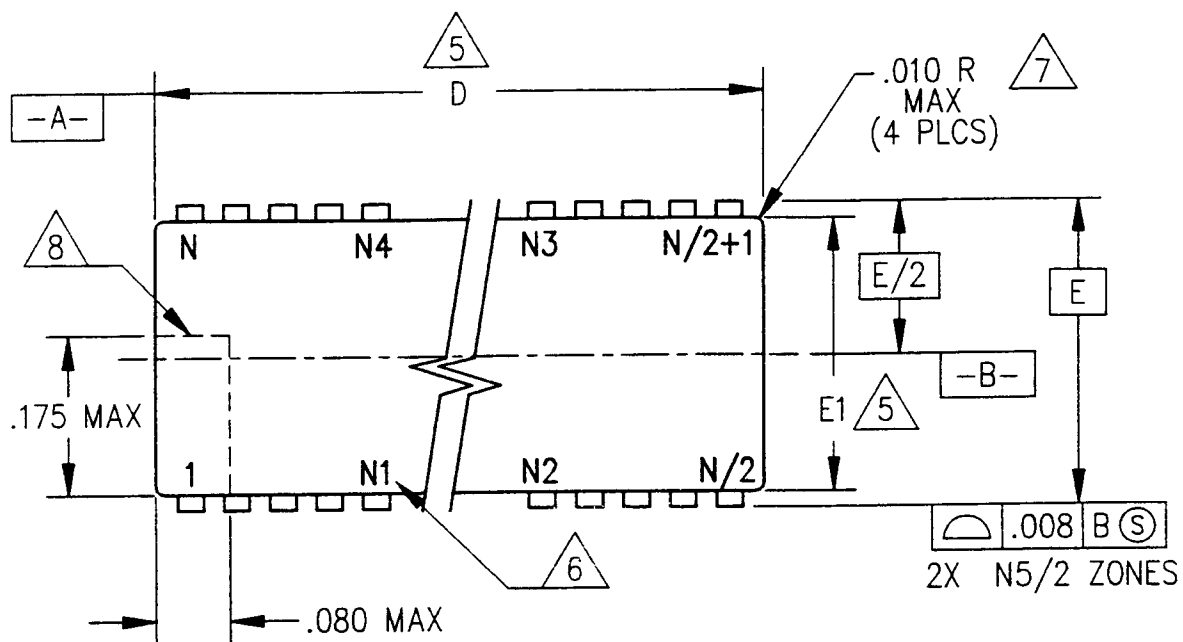 5
D
-A-
.010 R
MAX
(4 PLCS)
7
N
N4
N3
N/2+1
8
E/2
E
-B-
.175 MAX
E1
5
1
N1
N2
N/2
6
.008 B Ⓢ
2X N5/2 ZONES
.080 MAX